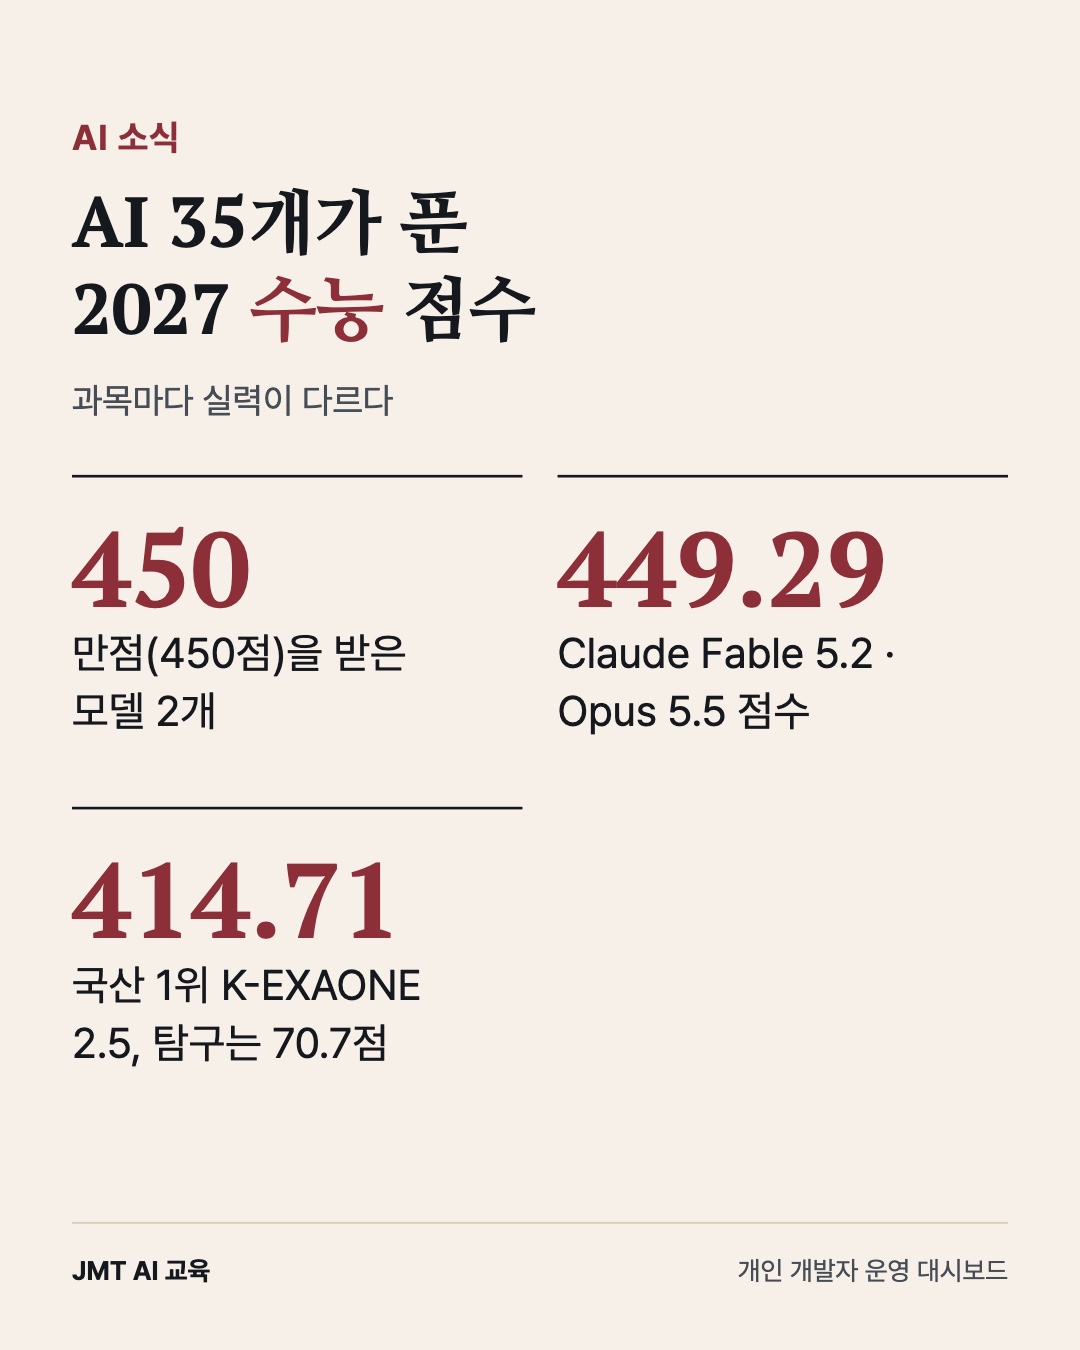 AI 소식
AI 35개가 푼
2027 수능 점수
과목마다 실력이 다르다
450
만점(450점)을 받은
모델 2개
449.29
Claude Fable 5.2 ·
Opus 5.5 점수
414.71
국산 1위 K-EXAONE
2.5, 탐구는 70.7점
JMT AI 교육
개인 개발자 운영 대시보드